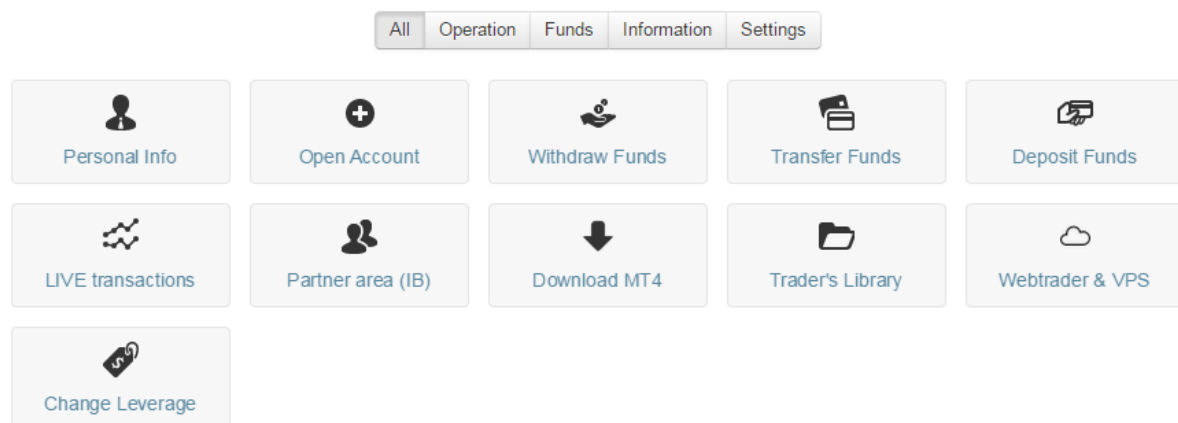 All Operation Funds Information Settings
Personal Info Open Account Withdraw Funds Transfer Funds Deposit Funds
LIVE transactions Partner area (IB) Download MT4 Trader's Library Webtrader & VPS
Change Leverage